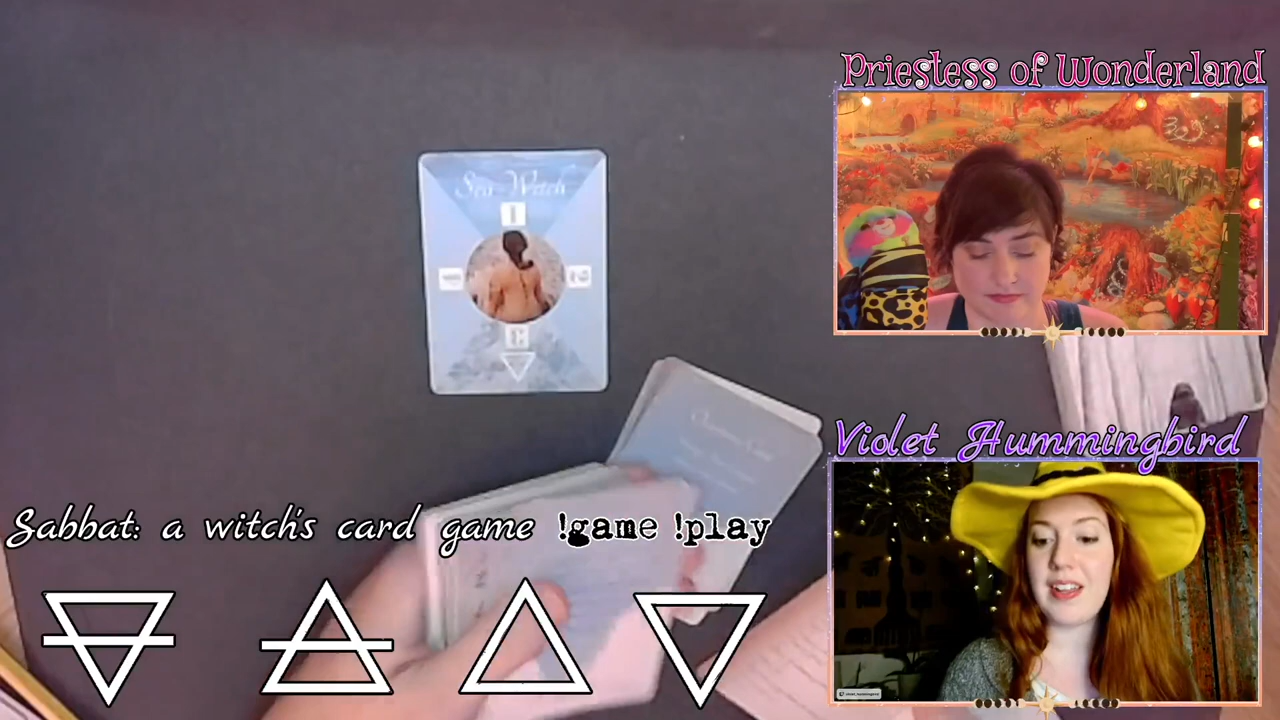 Priestess of Wonderland
Sea Witch
Violet Hummingbird
Sabbat: a witch's card game !game !play